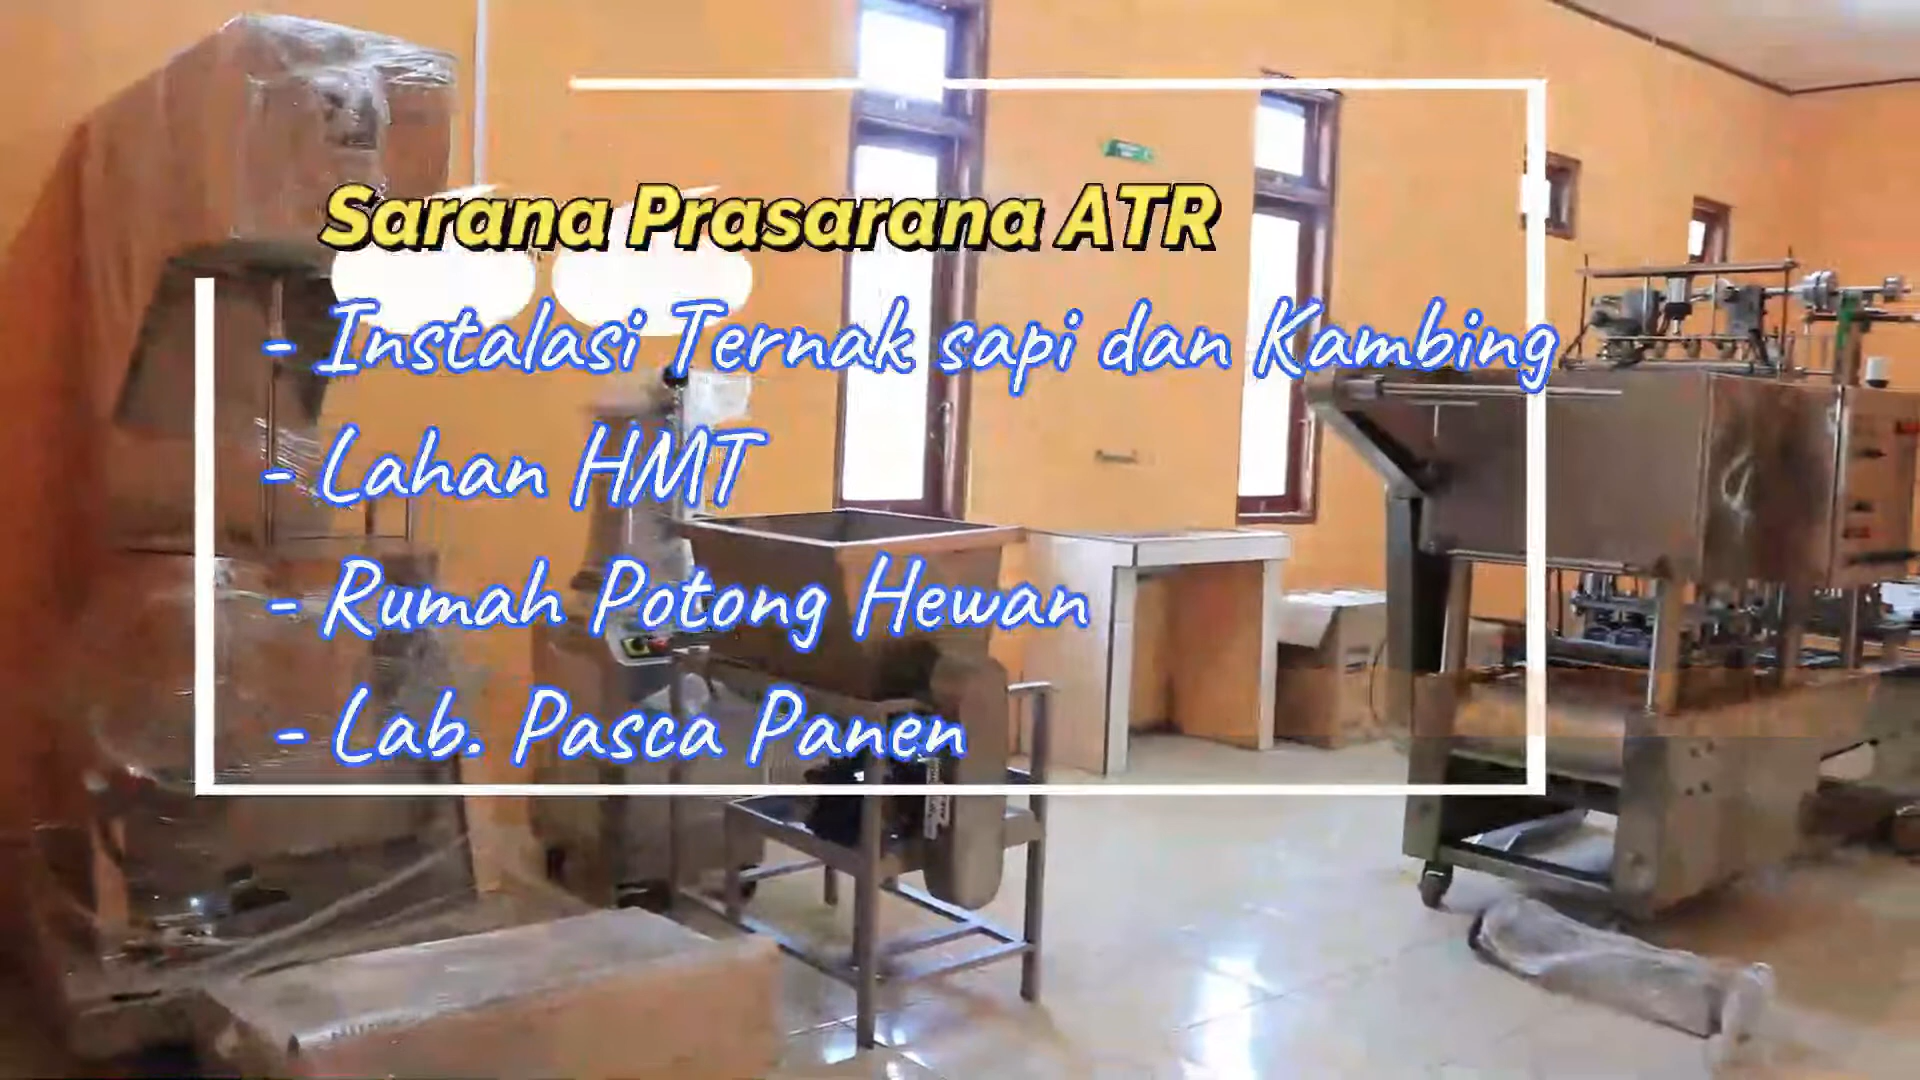 Sarana Prasarana ATR
- Instalasi Ternak sapi dan Kambing
- Lahan HMT
- Rumah Potong Hewan
- Lab. Pasca Panen